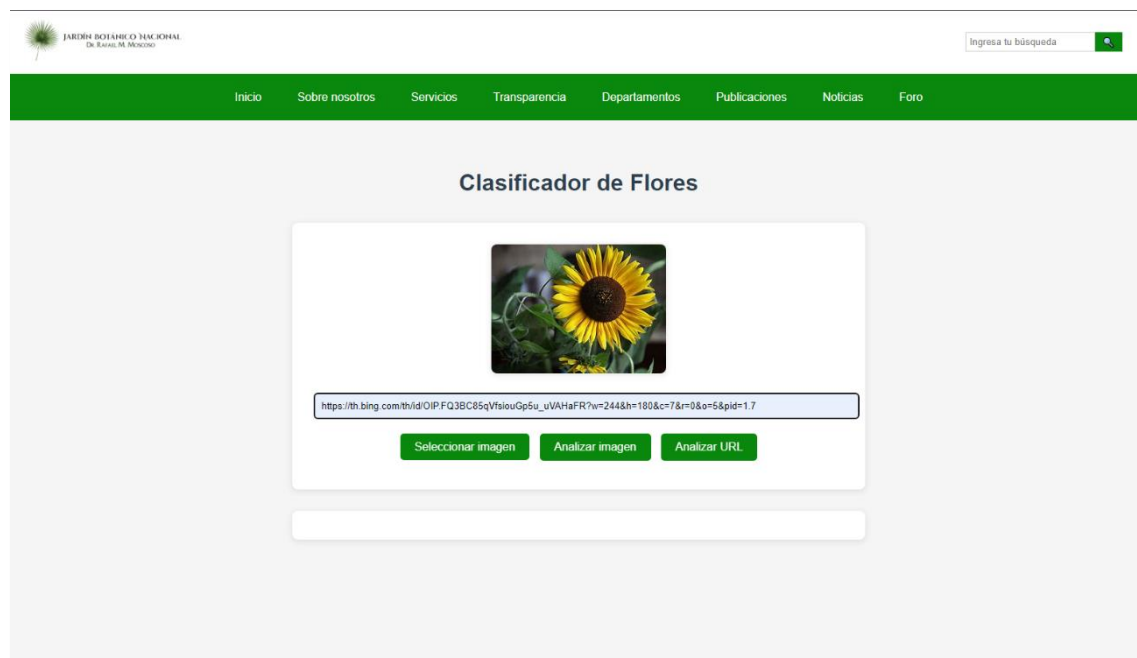 JARDÍN BOTÁNICO NACIONAL
DR. RAFAEL M. MOSCOSO
Ingresa tu búsqueda
Inicio Sobre nosotros Servicios Transparencia Departamentos Publicaciones Noticias Foro
Clasificador de Flores
https://th.bing.com/th/id/OIP.FQ3BC85qVfsiouGp5u_uVAHaFR?w=244&h=180&c=7&r=0&o=5&pid=1.7
Seleccionar imagen Analizar imagen Analizar URL